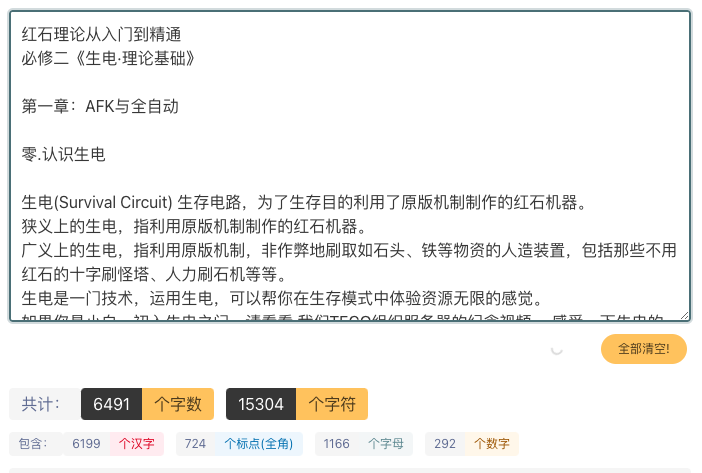 红石理论从入门到精通
必修二《生电·理论基础》
第一章：AFK与全自动
零.认识生电
生电(Survival Circuit) 生存电路，为了生存目的利用了原版机制制作的红石机器。
狭义上的生电，指利用原版机制制作的红石机器。
广义上的生电，指利用原版机制，非作弊地刷取如石头、铁等物资的人造装置，包括那些不用
红石的十字刷怪塔、人力刷石机等等。
生电是一门技术，运用生电，可以帮你在生存模式中体验资源无限的感觉。
全部清空!
共计： 6491 个字数 15304 个字符
包含： 6199 个汉字 724 个标点(全角) 1166 个字母 292 个数字